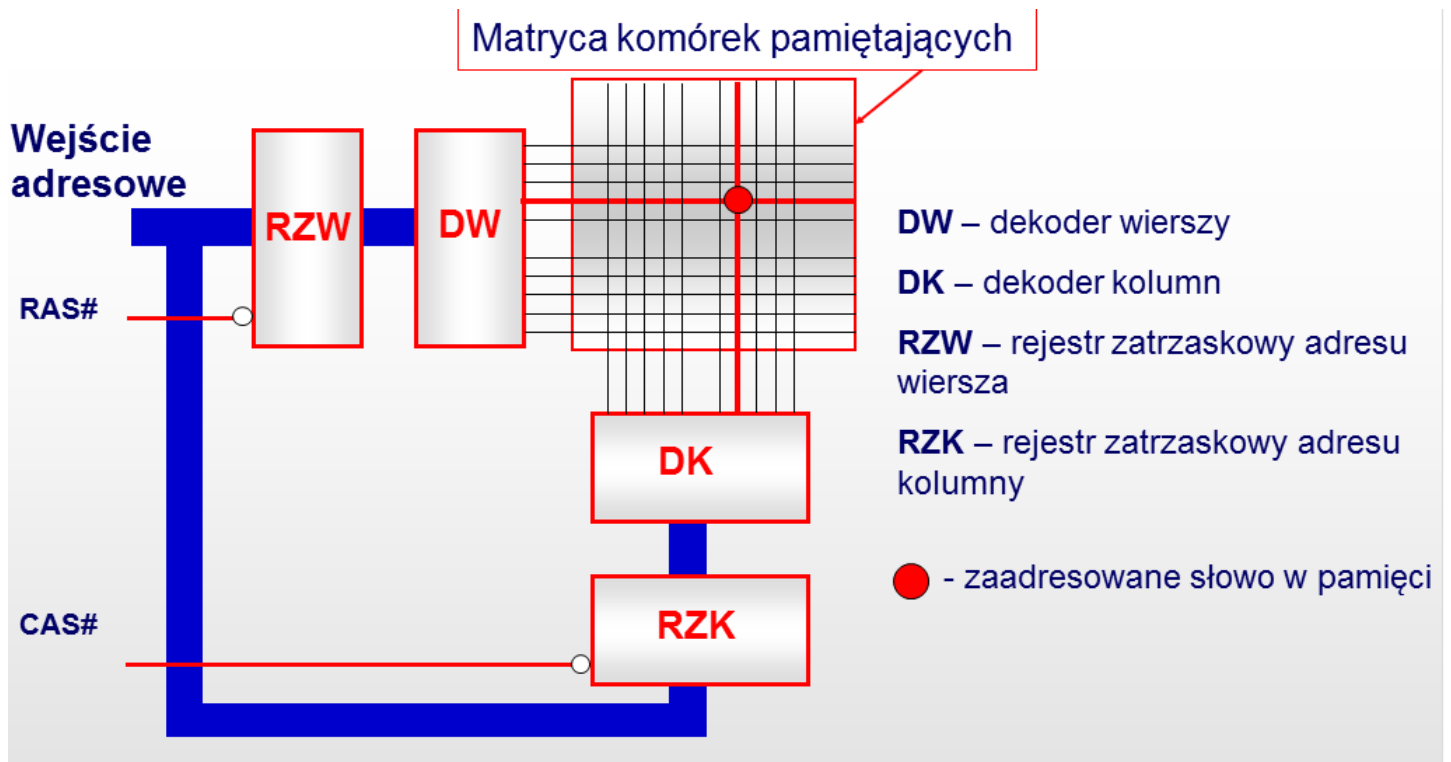 Matryca komórek pamiętających
Wejście
adresowe
RZW
DW
RAS#
DK
CAS#
RZK
DW – dekoder wierszy
DK – dekoder kolumn
RZW – rejestr zatrzaskowy adresu
wiersza
RZK – rejestr zatrzaskowy adresu
kolumny
- zaadresowane słowo w pamięci